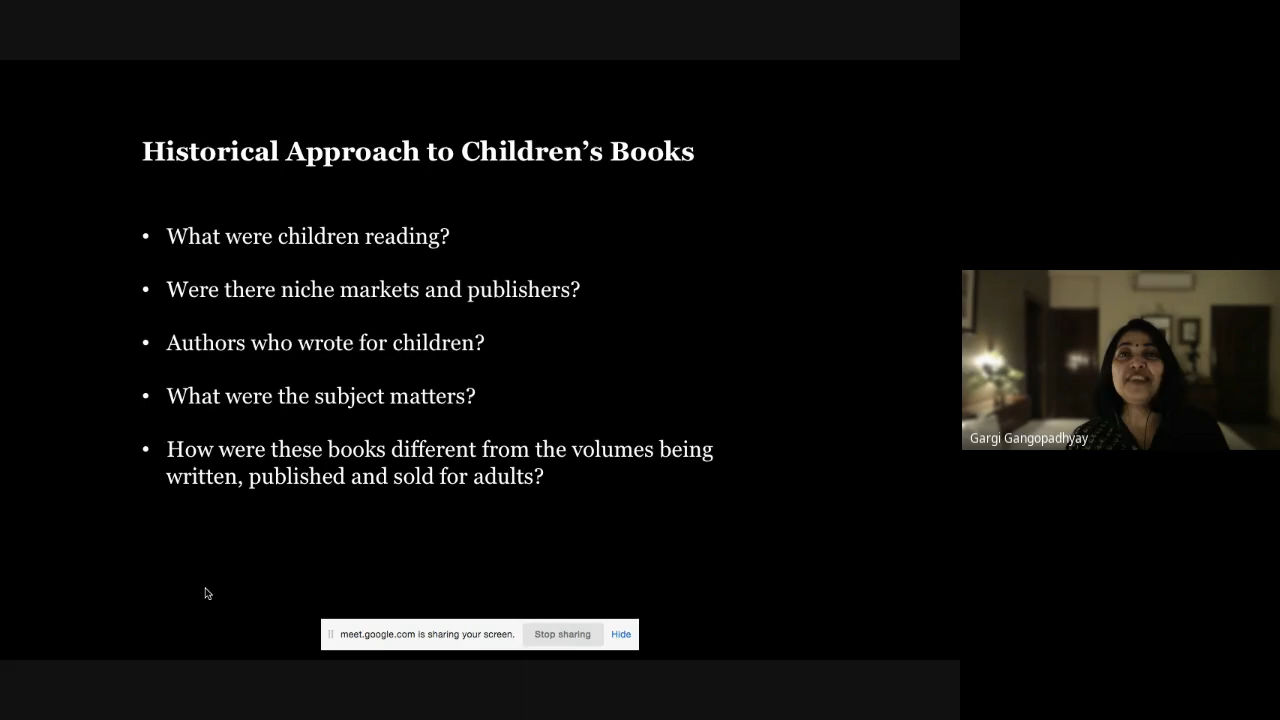 Historical Approach to Children’s Books
• What were children reading?
• Were there niche markets and publishers?
• Authors who wrote for children?
• What were the subject matters?
• How were these books different from the volumes being
written, published and sold for adults?
Gargi Gangopadhyay
meet.google.com is sharing your screen. Stop sharing Hide